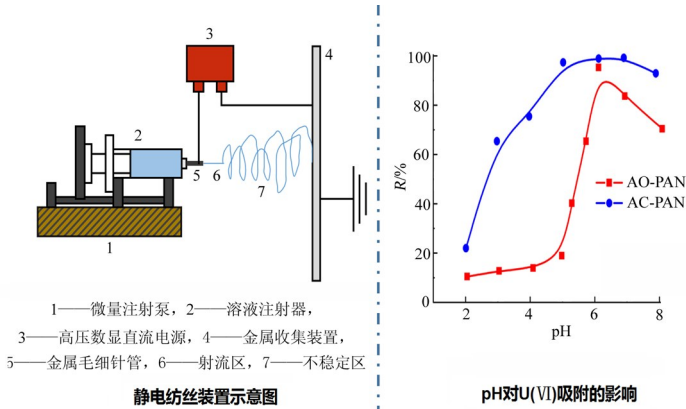 3
4
2
5
6
7
1
1——微量注射泵，2——溶液注射器，
3——高压数显直流电源，4——金属收集装置，
5——金属毛细针管，6——射流区，7——不稳定区
静电纺丝装置示意图
100
80
60
40
20
0
R/%
AO-PAN
AC-PAN
2
4
6
8
pH
pH对U(Ⅵ)吸附的影响